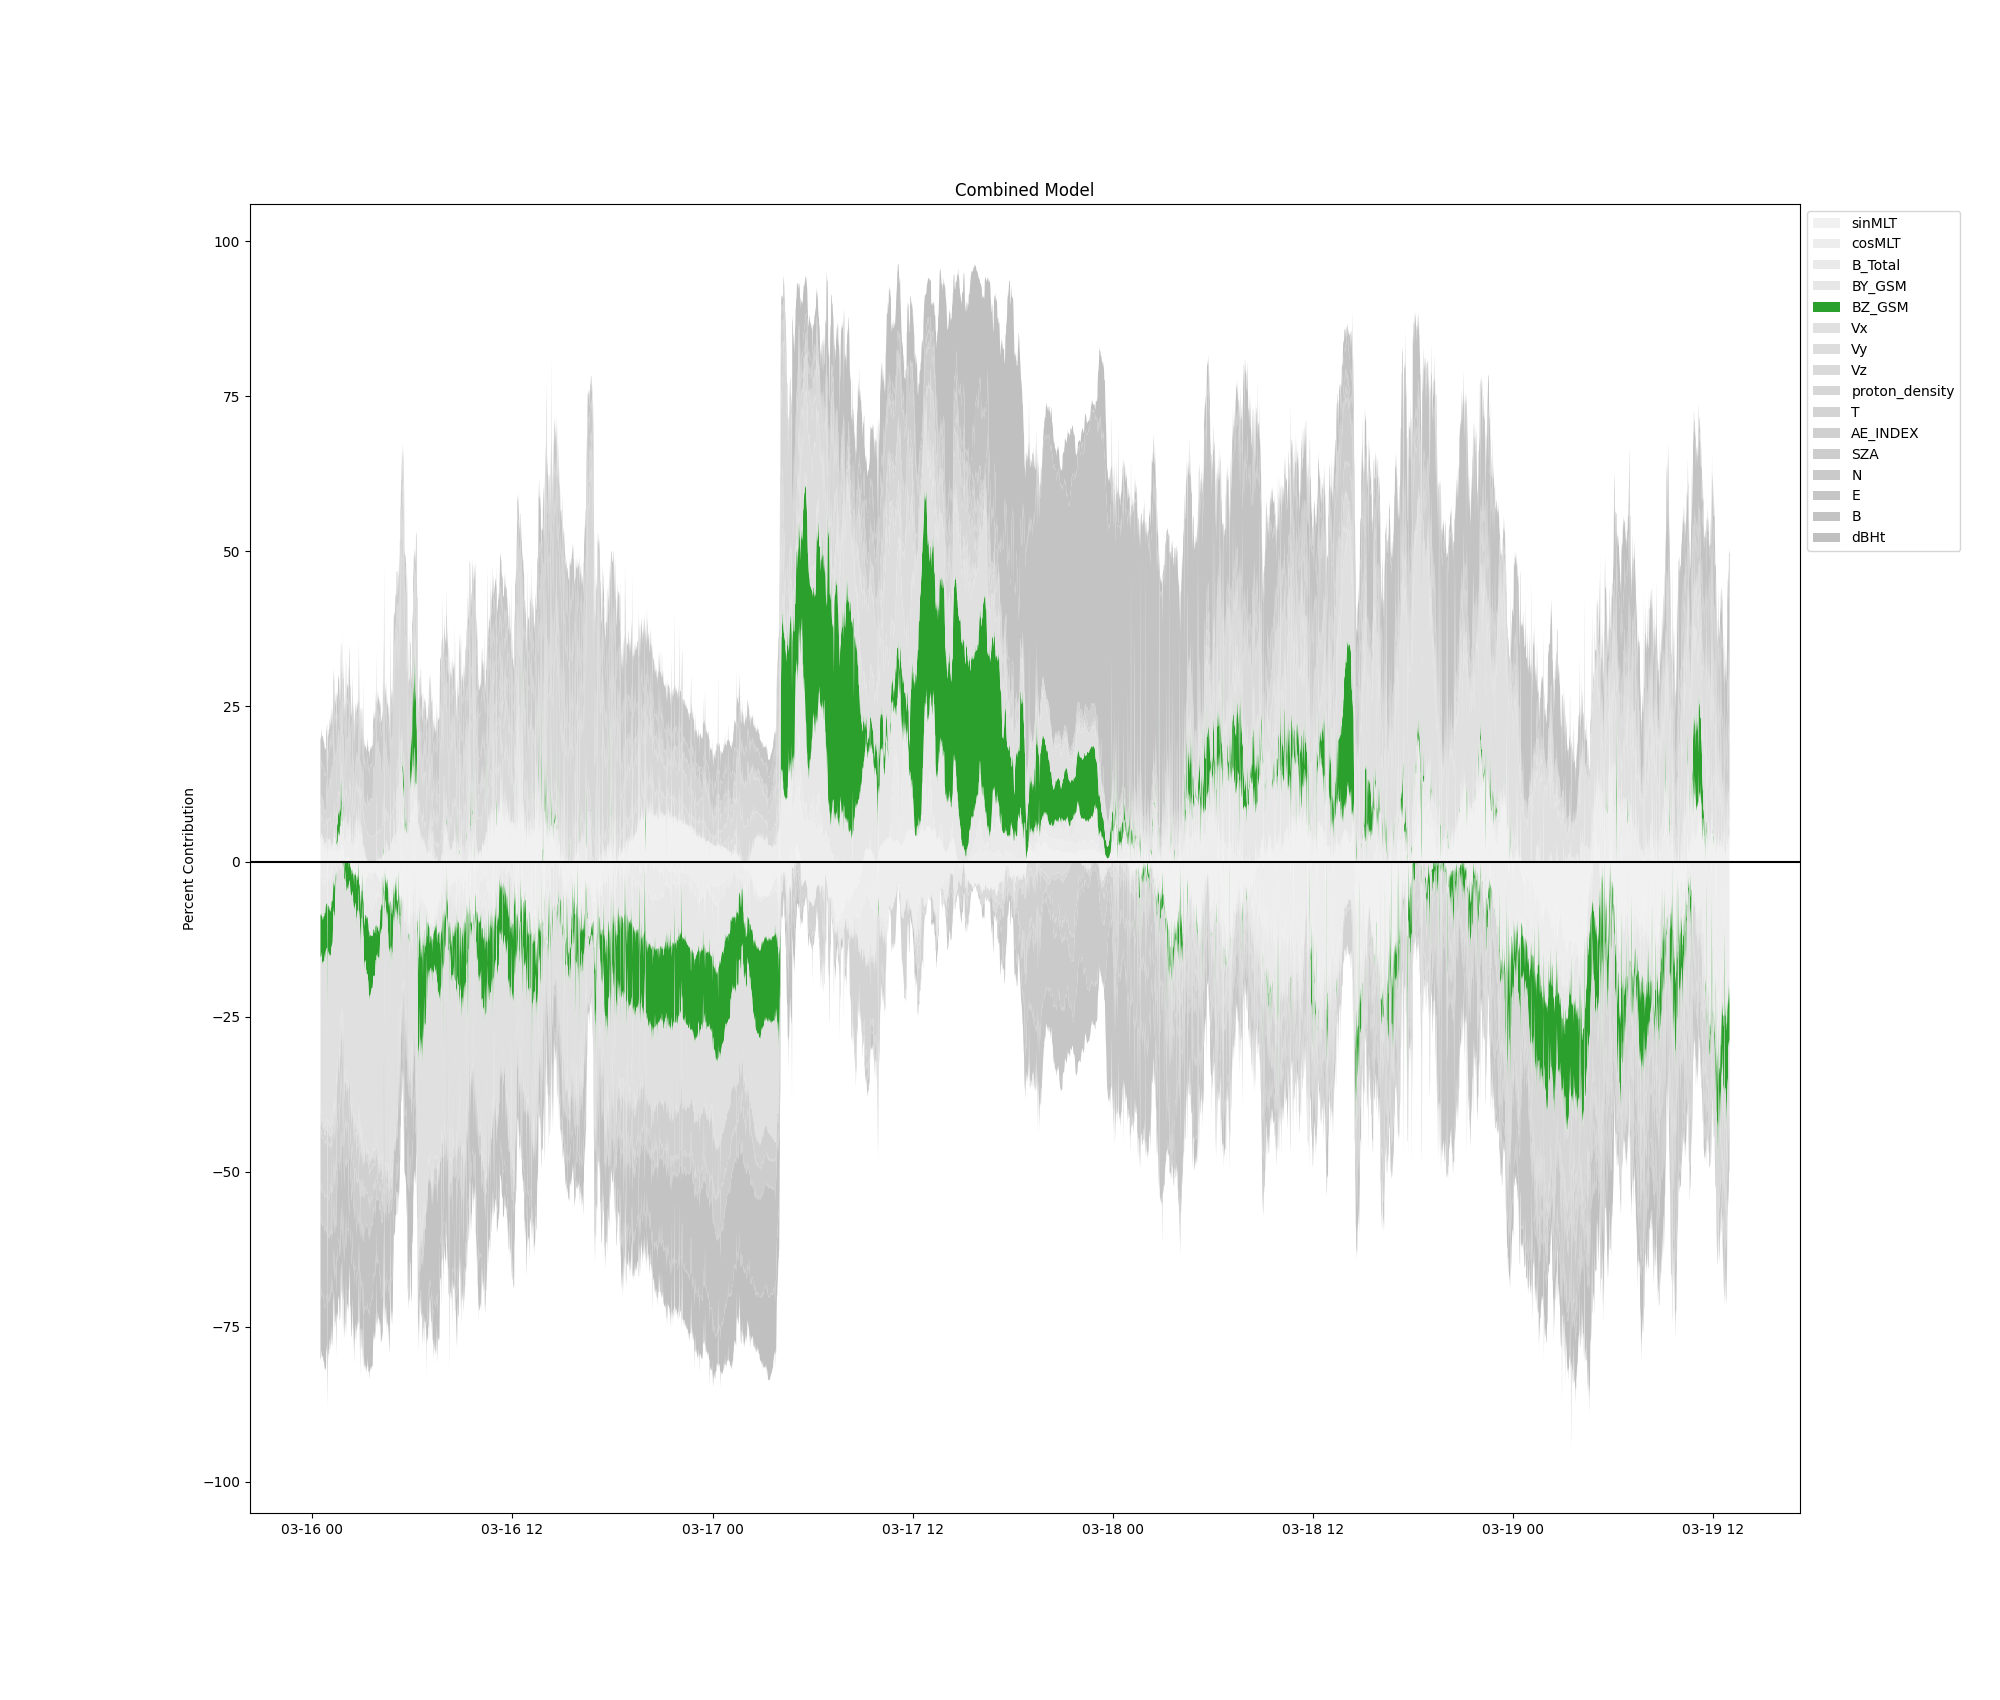 Combined Model
100
75
50
25
0
−25
−50
−75
−100
Percent Contribution
03-16 00
03-16 12
03-17 00
03-17 12
03-18 00
03-18 12
03-19 00
03-19 12
sinMLT
cosMLT
B_Total
BY_GSM
BZ_GSM
Vx
Vy
Vz
proton_density
T
AE_INDEX
SZA
N
E
B
dBHt